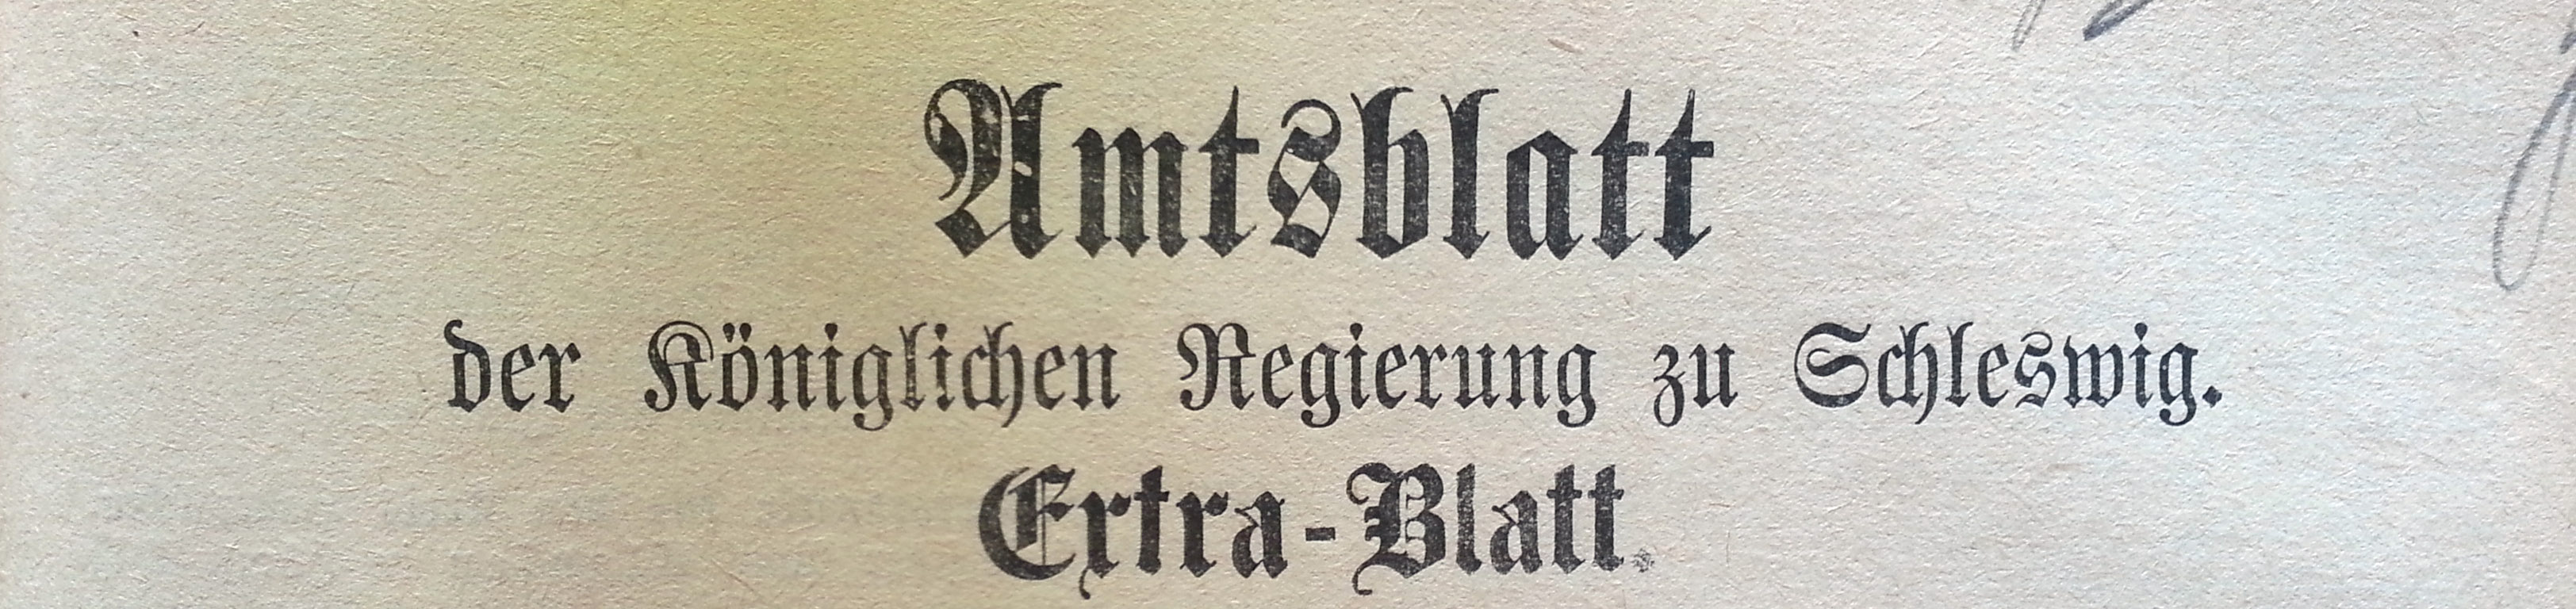 Amtsblatt
der Königlichen Regierung zu Schleswig.
Extra-Blatt.